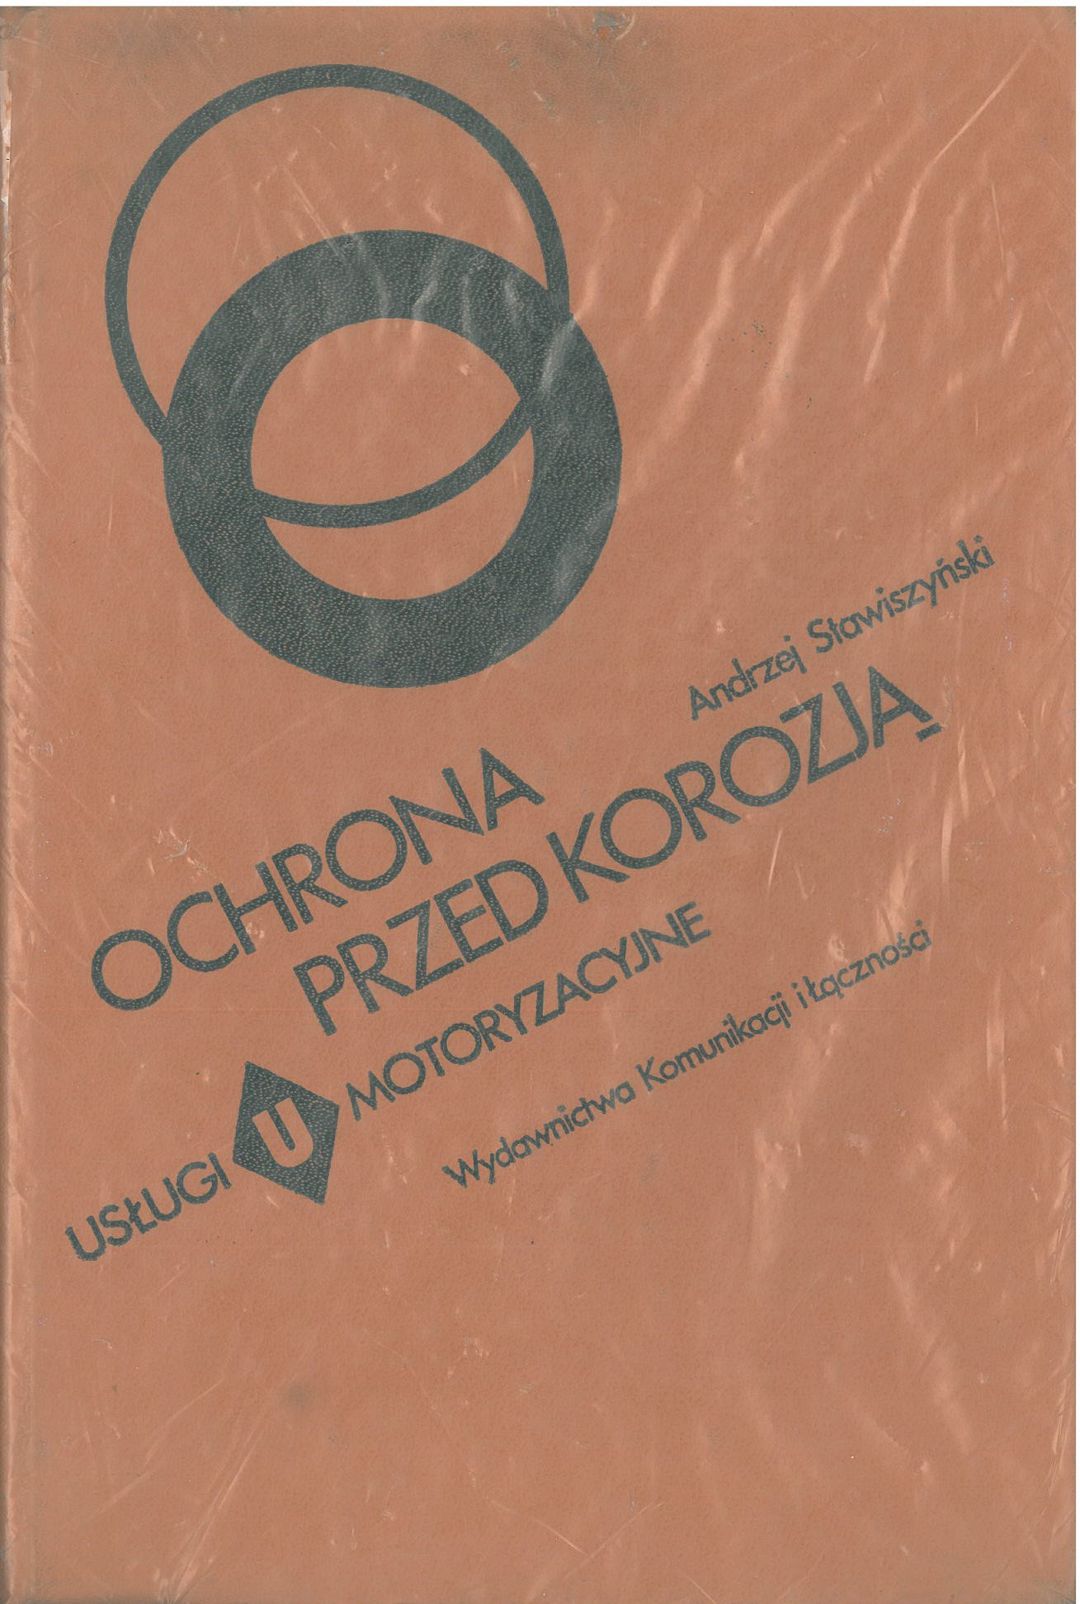 Andrzej Stawiszyński
OCHRONA
PRZED KOROZJĄ
USŁUGI U MOTORYZACYJNE
Wydawnictwa Komunikacji i Łączności